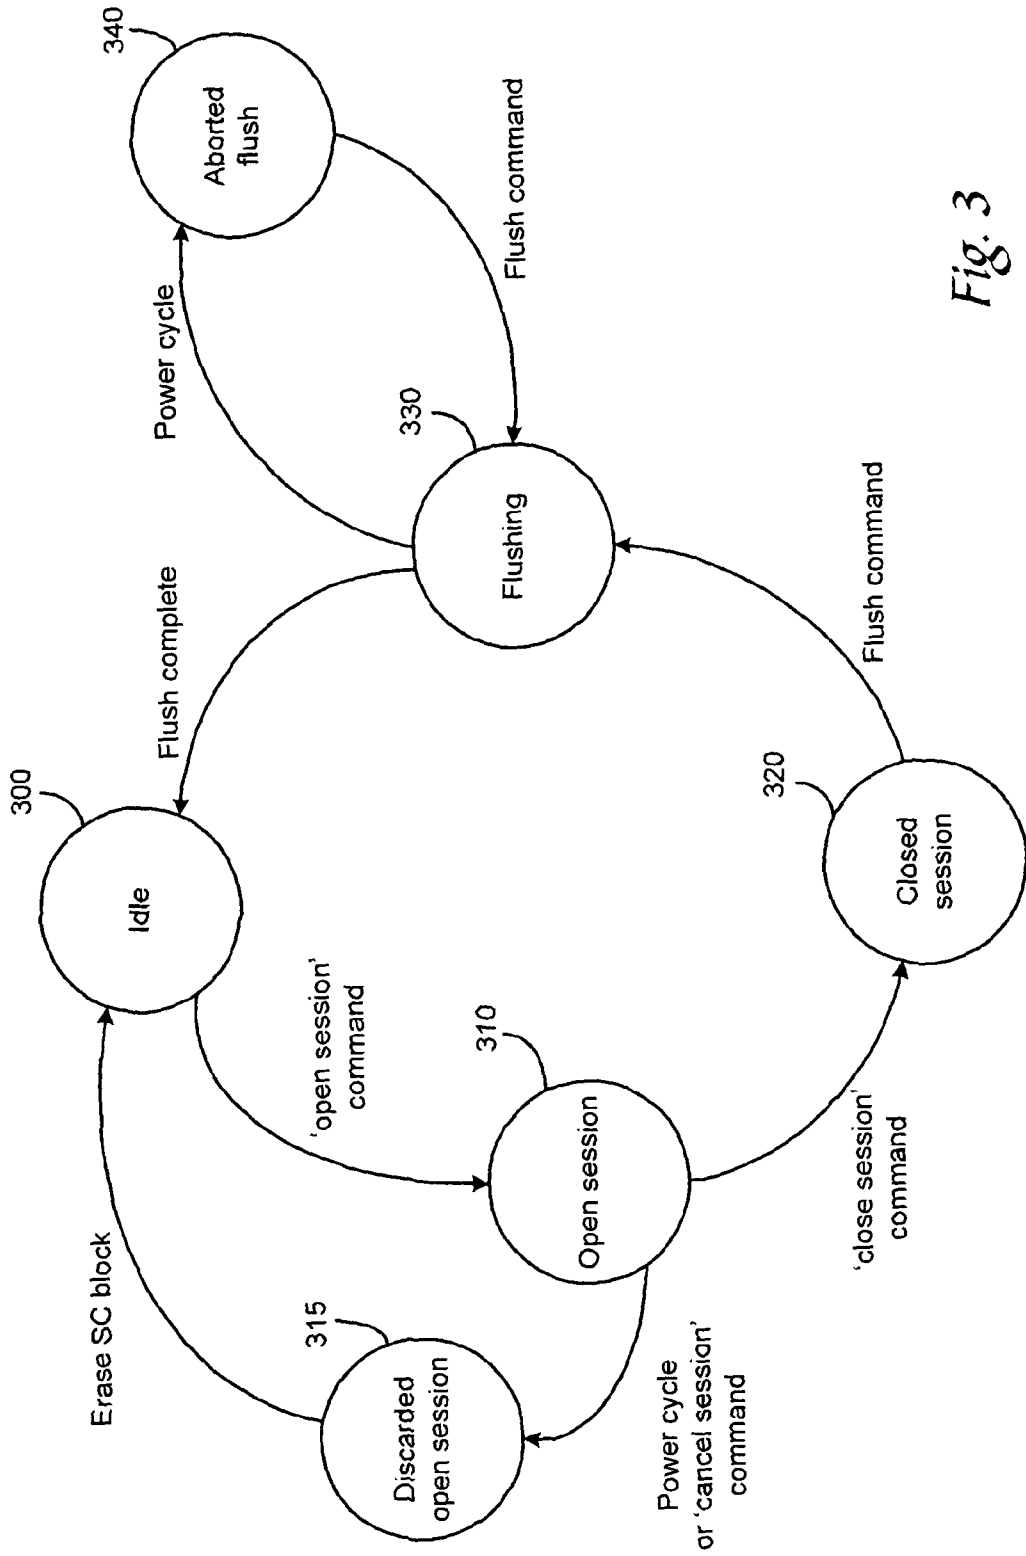 340
Aborted
flush
Power cycle
Flush command
330
Flushing
Flush complete
Flush command
300
Idle
320
Closed
session
'open session'
command
310
Open session
'close session'
command
Erase SC block
315
Discarded
open session
Power cycle
or 'cancel session'
command
Fig. 3